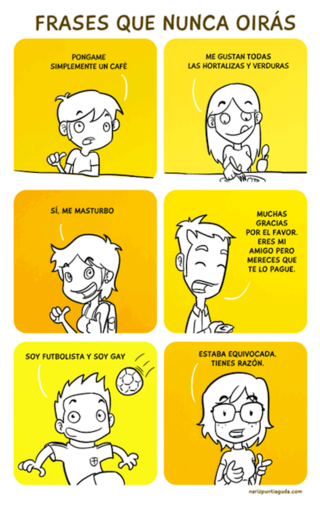 FRASES QUE NUNCA OIRÁS
PONGAME
SIMPLEMENTE UN CAFÉ
ME GUSTAN TODAS
LAS HORTALIZAS Y VERDURAS
SÍ, ME MASTURBO
MUCHAS
GRACIAS
POR EL FAVOR.
ERES MI
AMIGO PERO
MERECES QUE
TE LO PAGUE.
SOY FUTBOLISTA Y SOY GAY
ESTABA EQUIVOCADA.
TIENES RAZÓN.
narizpuntiaguda.com